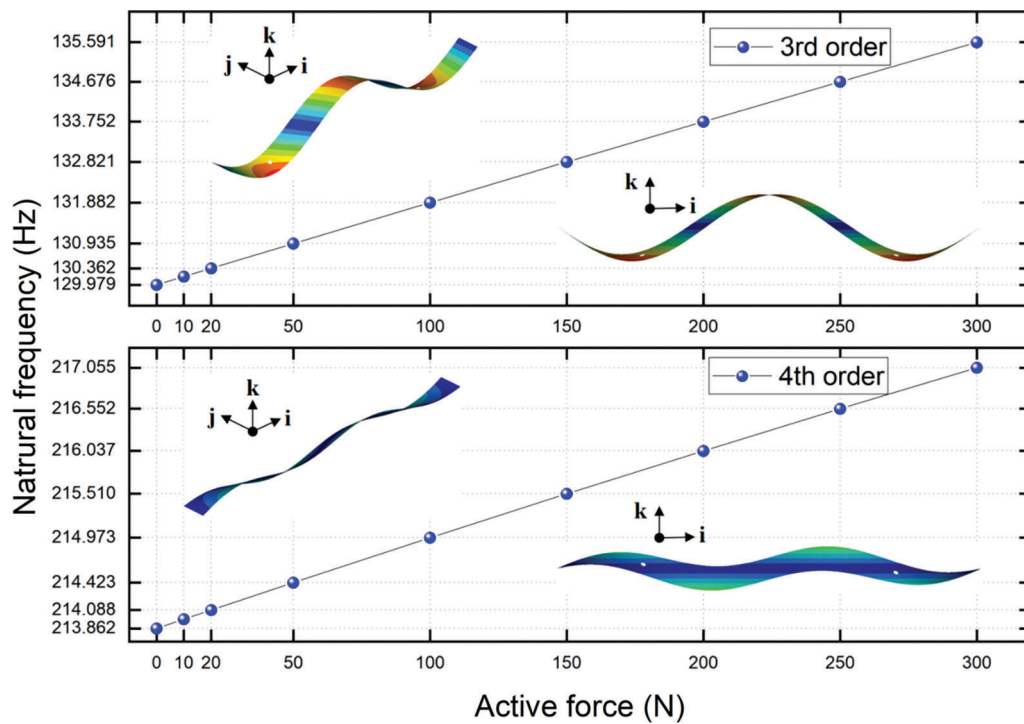 Natrural frequency (Hz)
135.591
134.676
133.752
132.821
131.882
130.935
130.362
129.979
k
j
i
3rd order
k
i
0 10 20 50 100 150 200 250 300
217.055
216.552
216.037
215.510
214.973
214.423
214.088
213.862
k
j
i
4th order
k
i
0 10 20 50 100 150 200 250 300
Active force (N)